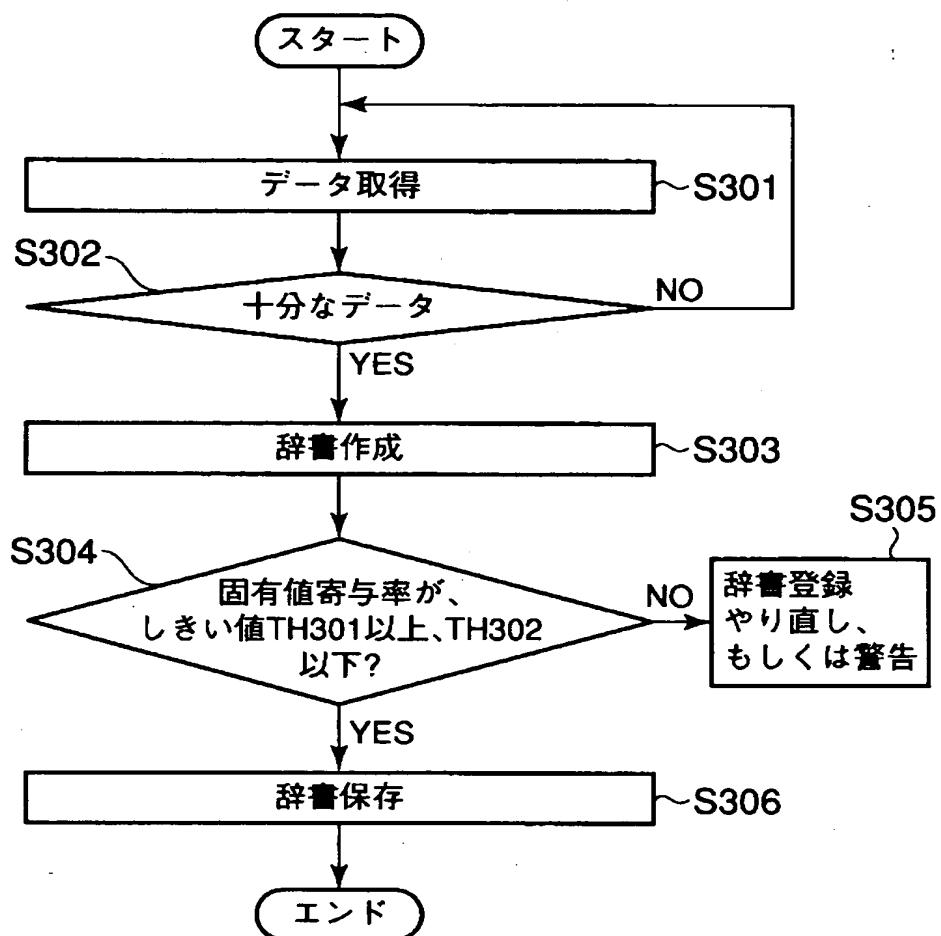 スタート
データ取得
S301
S302
十分なデータ
NO
YES
辞書作成
S303
S304
固有値寄与率が、
しきい値TH301以上、TH302
以下?
NO
S305
辞書登録
やり直し、
もしくは警告
YES
辞書保存
S306
エンド